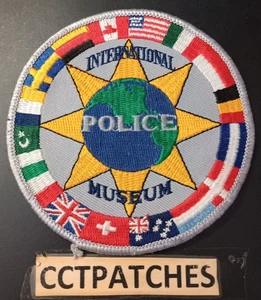 INTERNATIONAL
POLICE
MUSEUM
CCTPATCHES